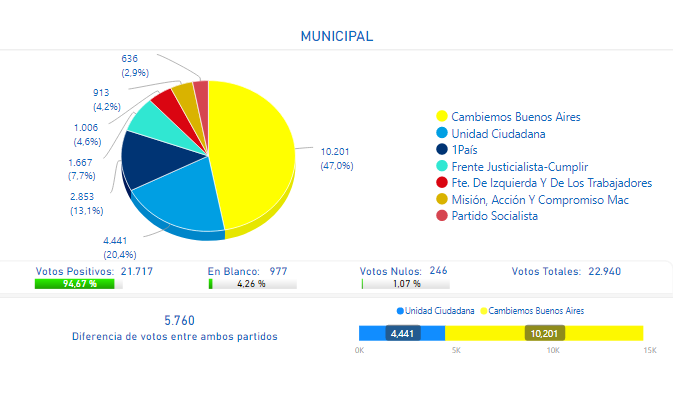 MUNICIPAL
636
(2,9%)
913
(4,2%)
1.006
(4,6%)
1.667
(7,7%)
2.853
(13,1%)
4.441
(20,4%)
10.201
(47,0%)
Cambiemos Buenos Aires
Unidad Ciudadana
1País
Frente Justicialista-Cumplir
Fte. De Izquierda Y De Los Trabajadores
Misión, Acción Y Compromiso Mac
Partido Socialista
Votos Positivos: 21.717
94,67 %
En Blanco: 977
4,26 %
Votos Nulos: 246
1,07 %
Votos Totales: 22.940
5.760
Diferencia de votos entre ambos partidos
Unidad Ciudadana Cambiemos Buenos Aires
4,441 10,201
0K 5K 10K 15K